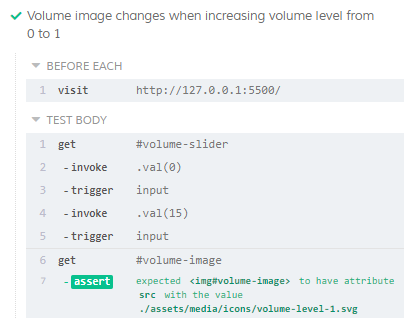 Volume image changes when increasing volume level from
0 to 1
BEFORE EACH
1 visit http://127.0.0.1:5500/
TEST BODY
1 get #volume-slider
2 -invoke .val(0)
3 -trigger input
4 -invoke .val(15)
5 -trigger input
6 get #volume-image
7 -assert expected <img#volume-image> to have attribute
src with the value
./assets/media/icons/volume-level-1.svg